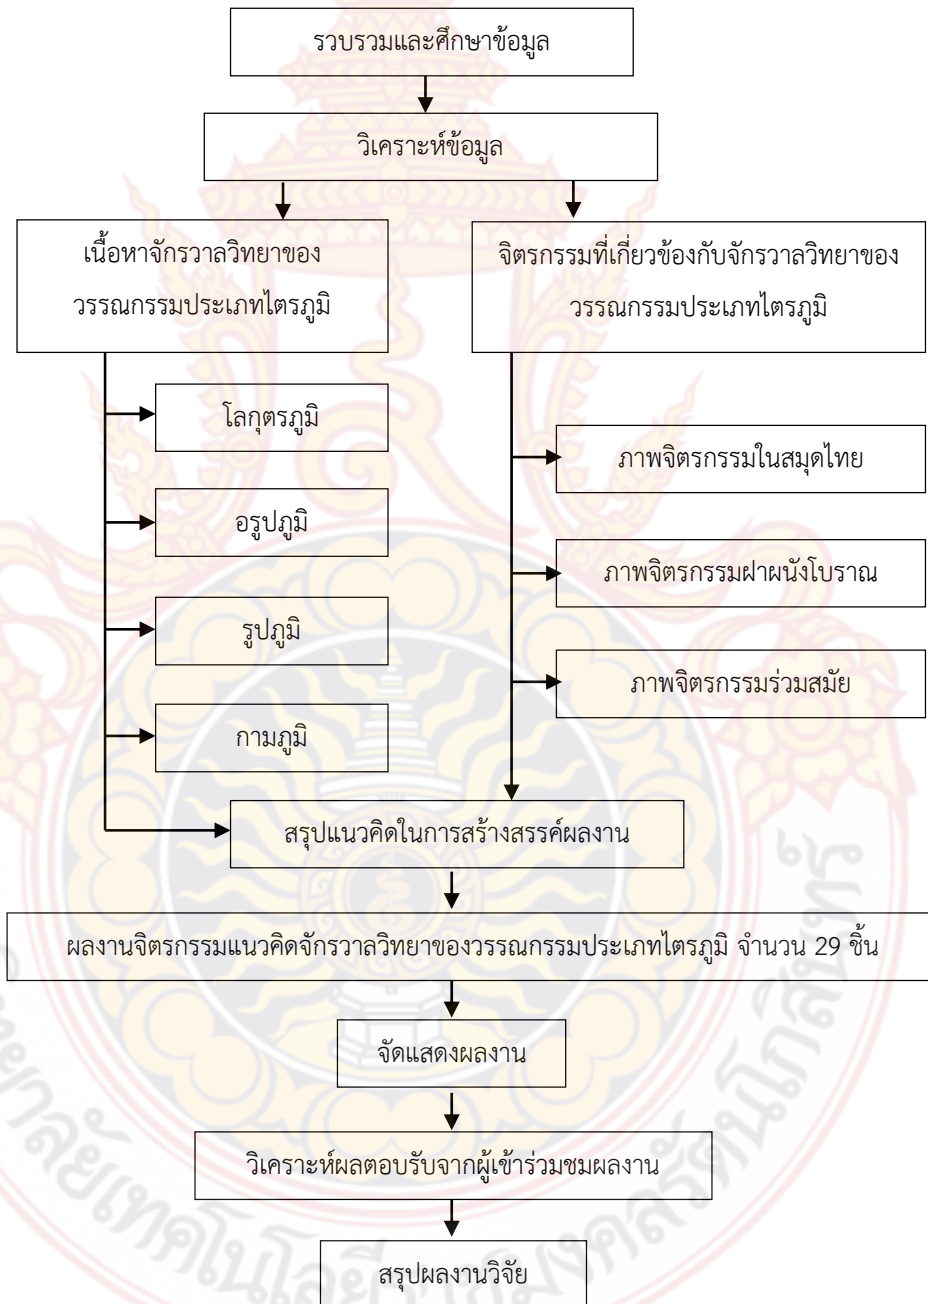 รวบรวมและศึกษาข้อมูล
วิเคราะห์ข้อมูล
เนื้อหาจักรวาลวิทยาของ
วรรณกรรมประเภทไตรภูมิ
จิตรกรรมที่เกี่ยวข้องกับจักรวาลวิทยาของ
วรรณกรรมประเภทไตรภูมิ
โลกุตรภูมิ
อรูปภูมิ
รูปภูมิ
กามภูมิ
ภาพจิตรกรรมในสมุดไทย
ภาพจิตรกรรมฝาผนังโบราณ
ภาพจิตรกรรมร่วมสมัย
สรุปแนวคิดในการสร้างสรรค์ผลงาน
ผลงานจิตรกรรมแนวคิดจักรวาลวิทยาของวรรณกรรมประเภทไตรภูมิ จำนวน 29 ชิ้น
จัดแสดงผลงาน
วิเคราะห์ผลตอบรับจากผู้เข้าร่วมชมผลงาน
สรุปผลงานวิจัย